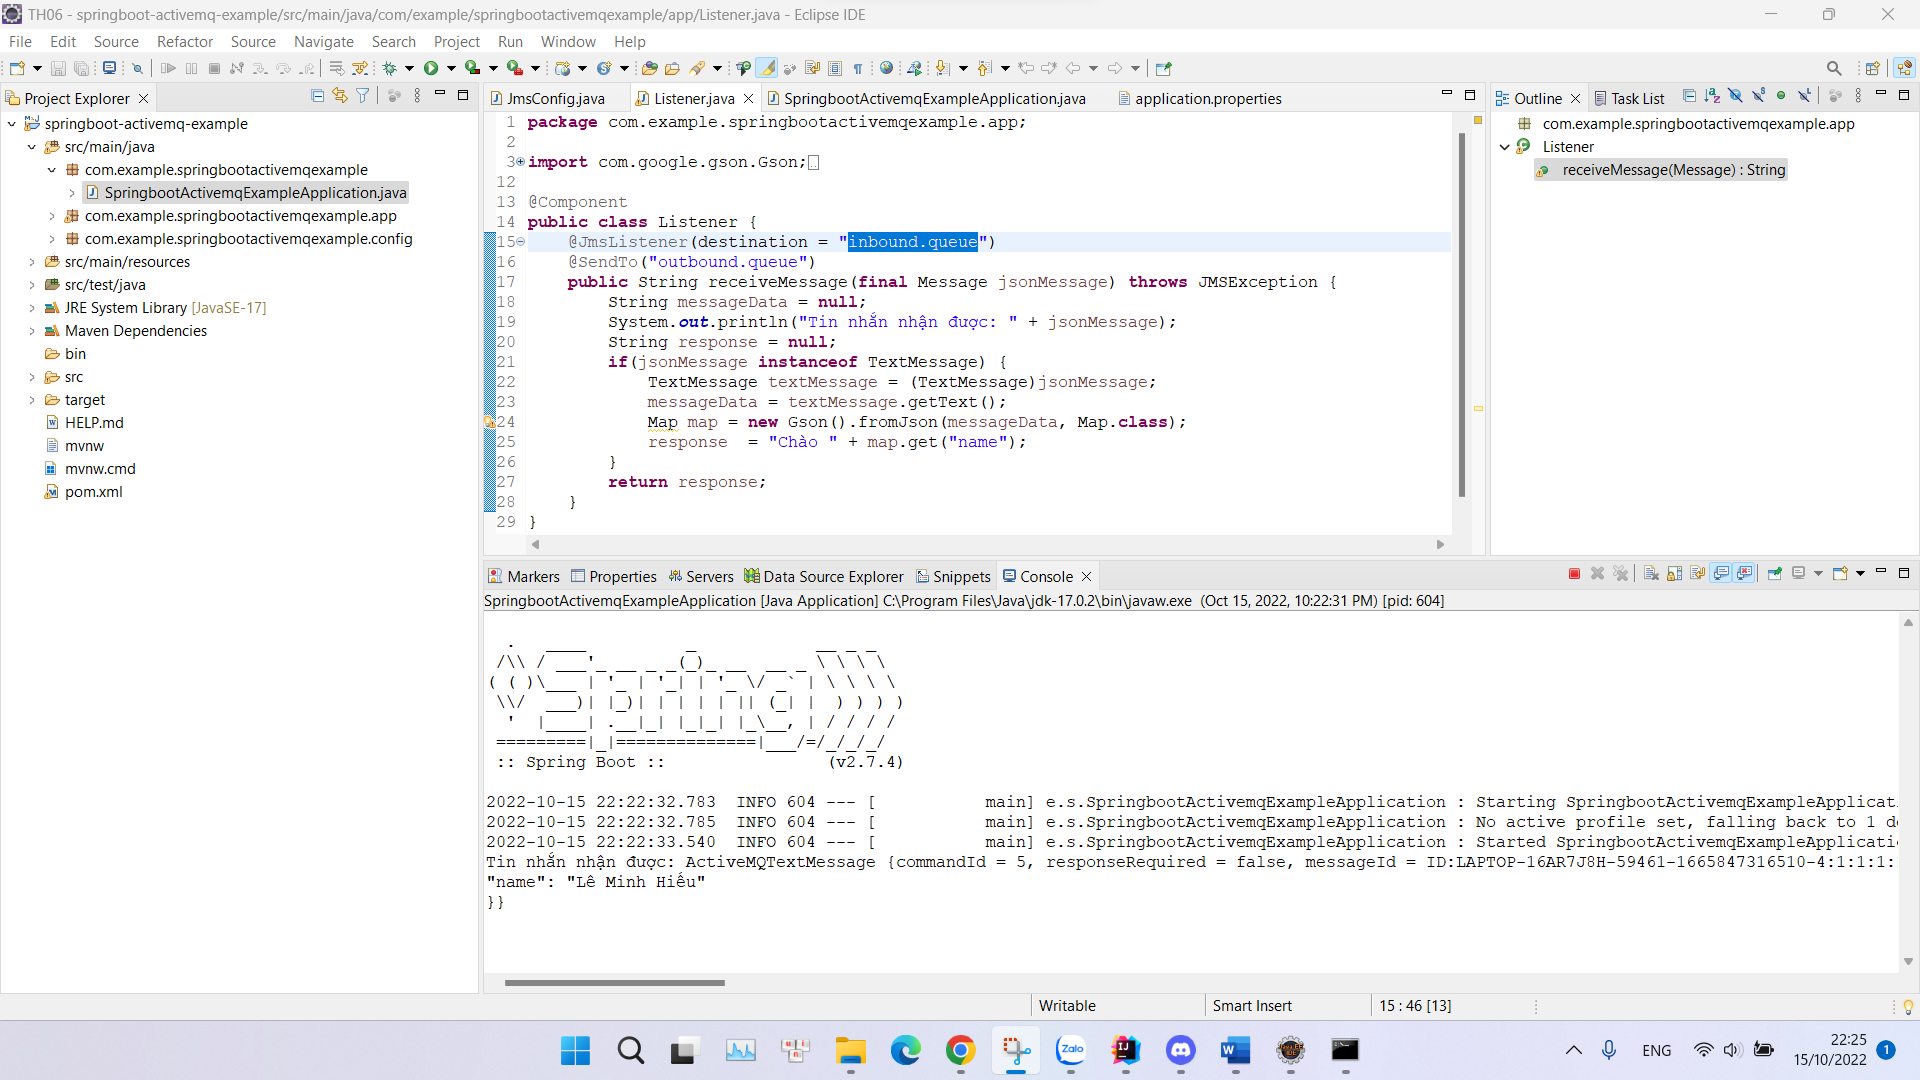 TH06 - springboot-activemq-example/src/main/java/com/example/springbootactivemqexample/app/Listener.java - Eclipse IDE
File Edit Source Refactor Source Navigate Search Project Run Window Help
Project Explorer
springboot-activemq-example
src/main/java
com.example.springbootactivemqexample
SpringbootActivemqExampleApplication.java
com.example.springbootactivemqexample.app
com.example.springbootactivemqexample.config
src/main/resources
src/test/java
JRE System Library [JavaSE-17]
Maven Dependencies
bin
src
target
HELP.md
mvnw
mvnw.cmd
pom.xml
JmsConfig.java Listener.java SpringbootActivemqExampleApplication.java application.properties
1 package com.example.springbootactivemqexample.app;
2
3 import com.google.gson.Gson;
12
13 @Component
14 public class Listener {
15 @JmsListener(destination = "inbound.queue")
16 @SendTo("outbound.queue")
17 public String receiveMessage(final Message jsonMessage) throws JMSException {
18 String messageData = null;
19 System.out.println("Tin nhắn nhận được: " + jsonMessage);
20 String response = null;
21 if(jsonMessage instanceof TextMessage) {
22 TextMessage textMessage = (TextMessage)jsonMessage;
23 messageData = textMessage.getText();
24 Map map = new Gson().fromJson(messageData, Map.class);
25 response  = "Chào " + map.get("name");
26 }
27 return response;
28 }
29 }
Outline Task List
com.example.springbootactivemqexample.app
Listener
receiveMessage(Message) : String
Markers Properties Servers Data Source Explorer Snippets Console
SpringbootActivemqExampleApplication [Java Application] C:\Program Files\Java\jdk-17.0.2\bin\javaw.exe (Oct 15, 2022, 10:22:31 PM) [pid: 604]
:: Spring Boot :: (v2.7.4)
2022-10-15 22:22:32.783 INFO 604 --- [ main] e.s.SpringbootActivemqExampleApplication : Starting SpringbootActivemqExampleApplicat
2022-10-15 22:22:32.785 INFO 604 --- [ main] e.s.SpringbootActivemqExampleApplication : No active profile set, falling back to 1 d
2022-10-15 22:22:33.540 INFO 604 --- [ main] e.s.SpringbootActivemqExampleApplication : Started SpringbootActivemqExampleApplicati
Tin nhắn nhận được: ActiveMQTextMessage {commandId = 5, responseRequired = false, messageId = ID:LAPTOP-16AR7J8H-59461-1665847316510-4:1:1:1:
"name": "Lê Minh Hiếu"
}}
Writable Smart Insert 15 : 46 [13]
Zalo
ENG
22:25
15/10/2022
1